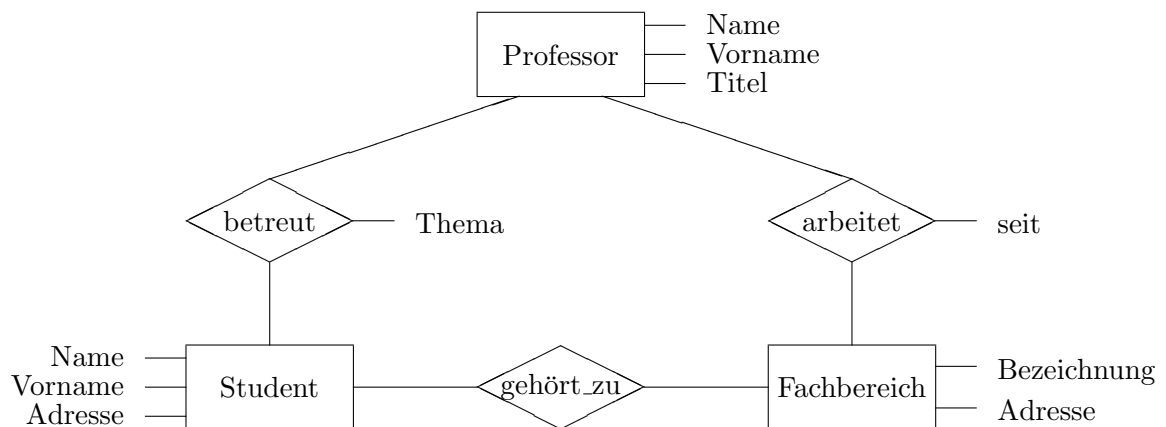 Professor
Name
Vorname
Titel
betreut
Thema
arbeitet
seit
Name
Vorname
Adresse
Student
gehört_zu
Fachbereich
Bezeichnung
Adresse